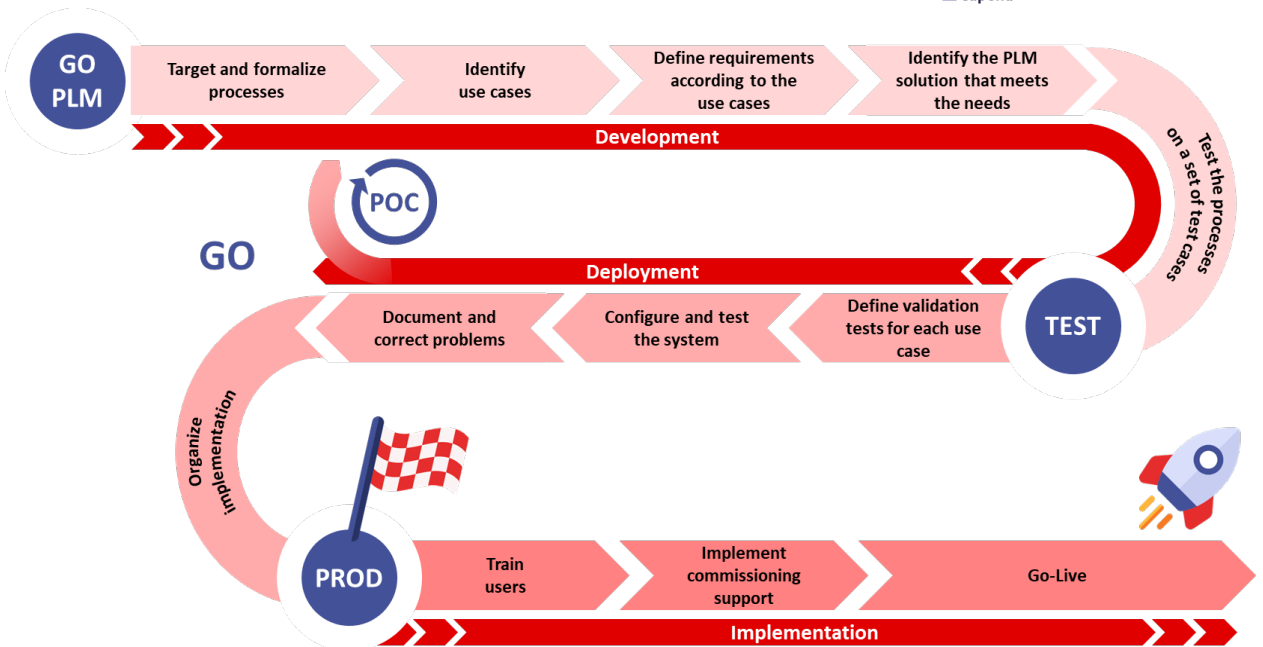 GO
PLM
Target and formalize
processes
Identify
use cases
Define requirements
according to the
use cases
Identify the PLM
solution that meets
the needs
Test the processes
on a set of test cases
Development
POC
GO
Deployment
TEST
Define validation
tests for each use
case
Configure and test
the system
Document and
correct problems
Organize
implementation
PROD
Train
users
Implement
commissioning
support
Go-Live
Implementation